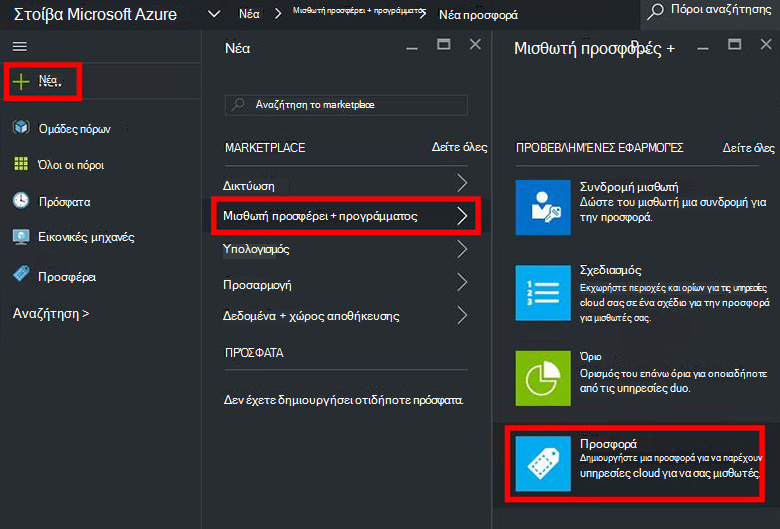 Στοίβα Microsoft Azure
Νέα
Μισθωτή προσφέρει + προγράμματος
Νέα προσφορά
Πόροι αναζήτησης
Νέα
Ομάδες πόρων
Όλοι οι πόροι
Πρόσφατα
Εικονικές μηχανές
Προσφέρει
Αναζήτηση >
Νέα
Αναζήτηση το marketplace
MARKETPLACE
Δείτε όλες
Δικτύωση
Μισθωτή προσφέρει + προγράμματος
Υπολογισμός
Προσαρμογή
Δεδομένα + χώρος αποθήκευσης
ΠΡΌΣΦΑΤΑ
Δεν έχετε δημιουργήσει οτιδήποτε πρόσφατα.
Μισθωτή προσφορές +
ΠΡΟΒΕΒΛΗΜΈΝΕΣ ΕΦΑΡΜΟΓΈΣ
Δείτε όλες
Συνδρομή μισθωτή
Δώστε του μισθωτή μια συνδρομή για
την προσφορά.
Σχεδιασμός
Εκχωρήστε περιοχές και ορίων για τις υπηρεσίες
cloud σας σε ένα σχέδιο για την προσφορά
για μισθωτές σας.
Όριο
Ορισμός του επάνω όρια για οποιαδήποτε
από τις υπηρεσίες duo.
Προσφορά
Δημιουργήστε μια προσφορά για να παρέχουν
υπηρεσίες cloud για να σας μισθωτές.